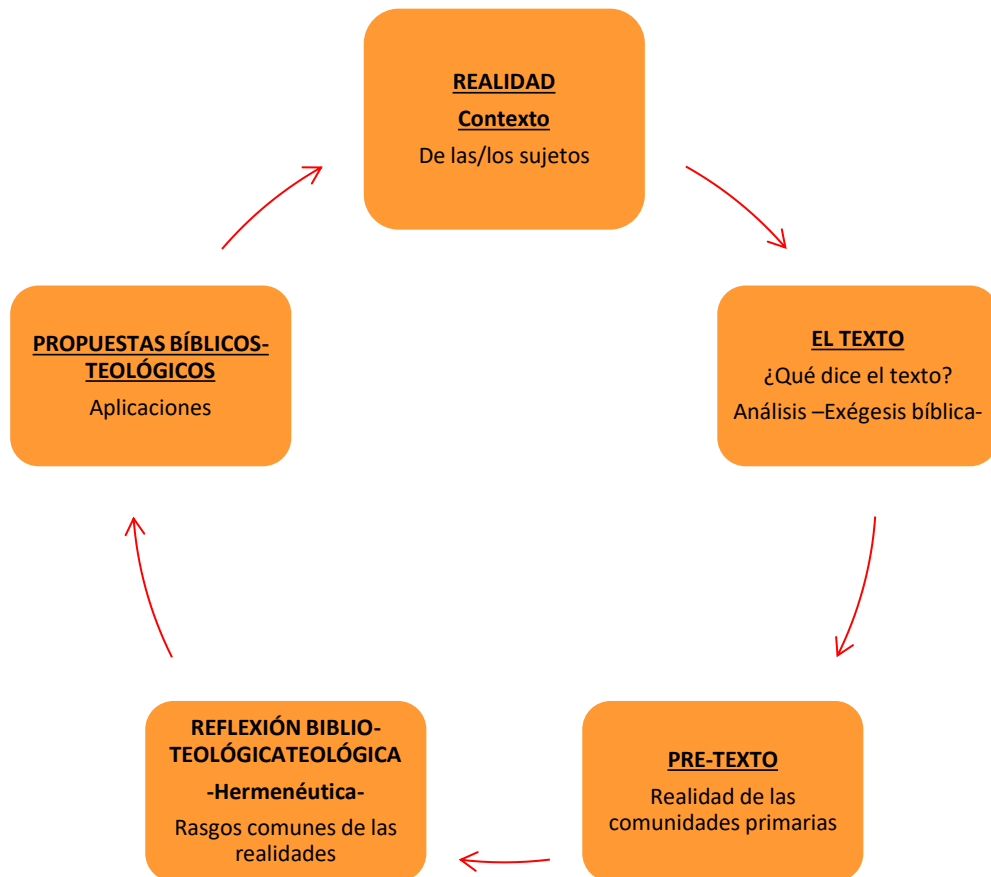 REALIDAD
Contexto
De las/los sujetos
EL TEXTO
¿Qué dice el texto?
Análisis –Exégesis bíblica-
PRE-TEXTO
Realidad de las
comunidades primarias
REFLEXIÓN BIBLIO-
TEOLÓGICATEOLÓGICA
-Hermenéutica-
Rasgos comunes de las
realidades
PROPUESTAS BÍBLICOS-
TEOLÓGICOS
Aplicaciones